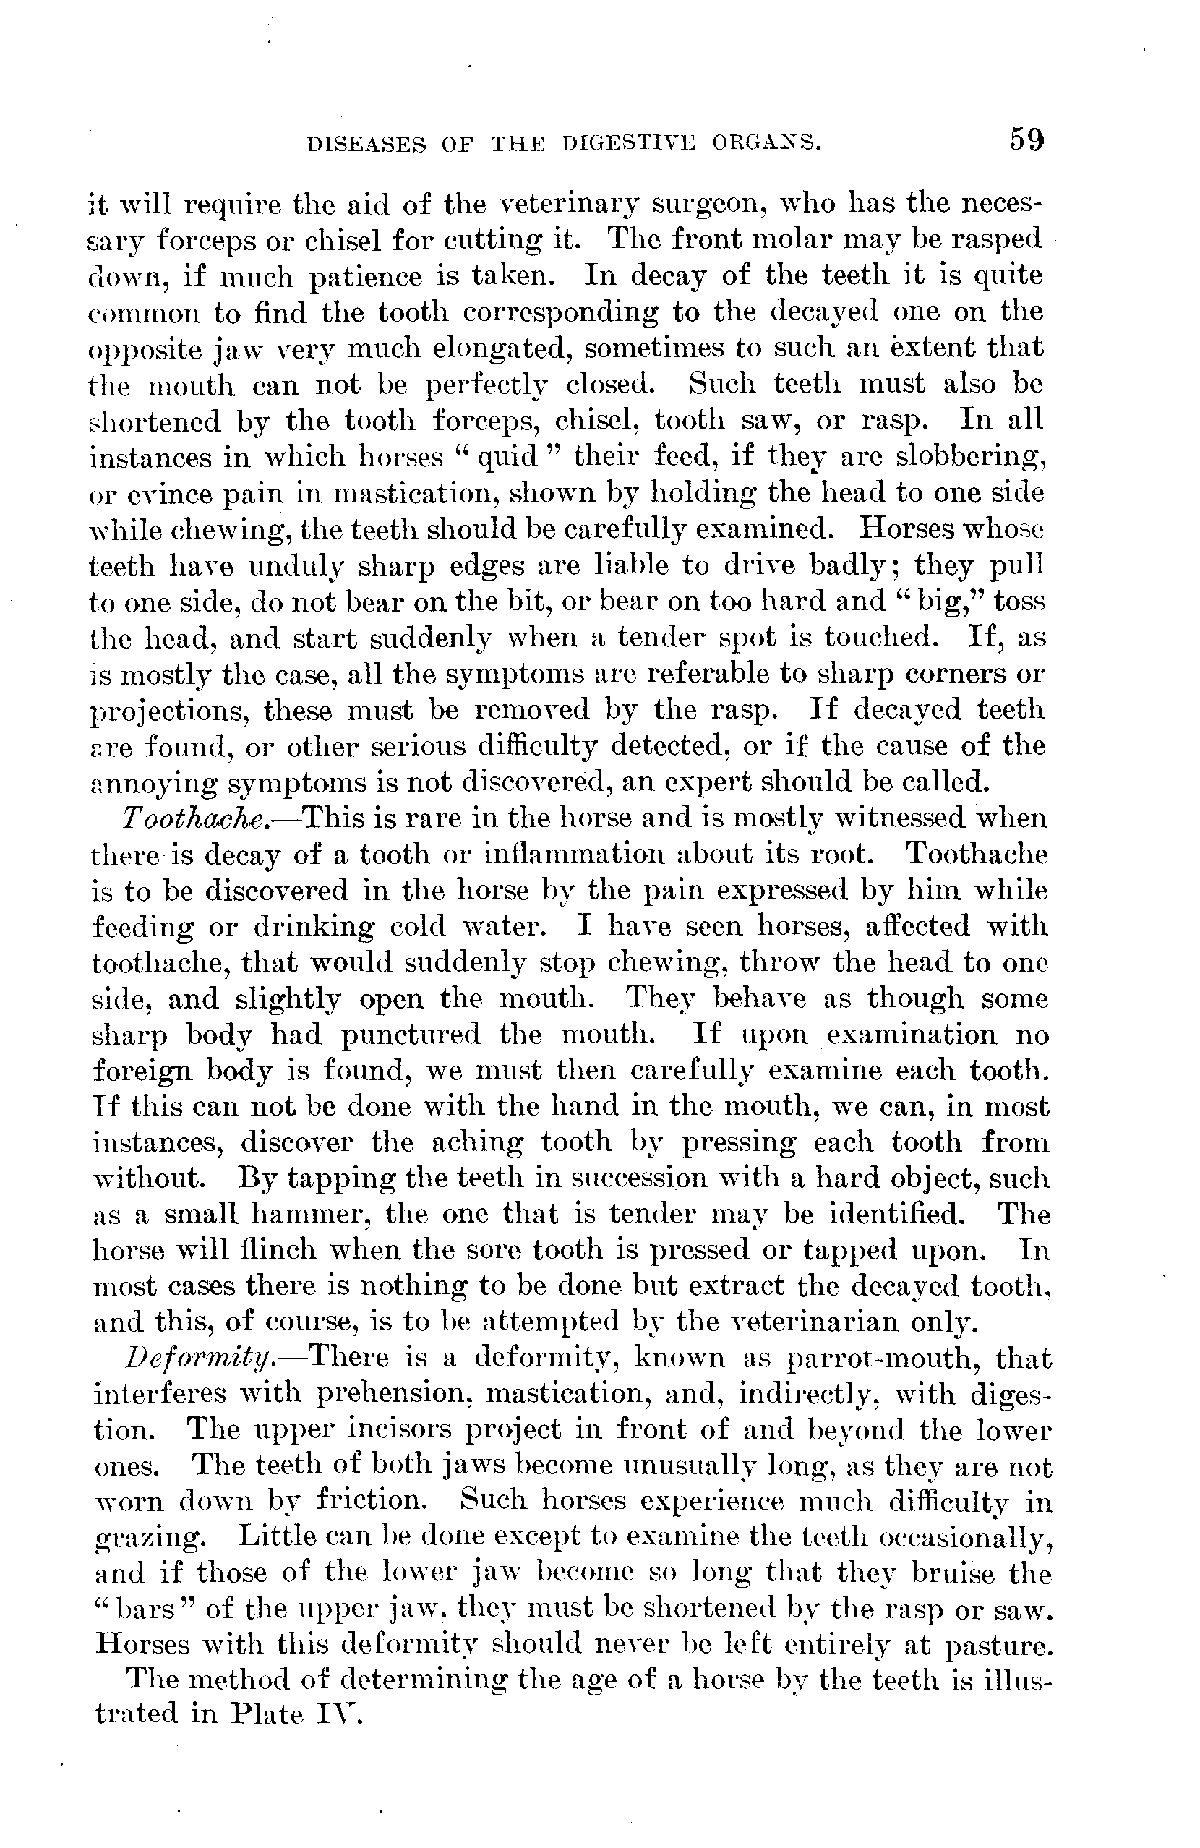 DISEASES OF THE DIGESTIVE ORGANS. 59
it will require the aid of the veterinary surgeon, who has the neces-
sary forceps or chisel for cutting it. The front molar may be rasped
down, if much patience is taken. In decay of the teeth it is quite
common to find the tooth corresponding to the decayed one on the
opposite jaw very much elongated, sometimes to such an extent that
the mouth can not be perfectly closed. Such teeth must also be
shortened by the tooth forceps, chisel, tooth saw, or rasp. In all
instances in which horses “ quid ” their feed, if they are slobbering,
or evince pain in mastication, shown by holding the head to one side
while chewing, the teeth should be carefully examined. Horses whose
teeth have unduly sharp edges are liable to drive badly; they pull
to one side, do not bear on the bit, or bear on too hard and “ big,” toss
the head, and start suddenly when a tender spot is touched. If, as
is mostly the case, all the symptoms are referable to sharp corners or
projections, these must be removed by the rasp. If decayed teeth
are found, or other serious difficulty detected, or if the cause of the
annoying symptoms is not discovered, an expert should be called.
Toothache.—This is rare in the horse and is mostly witnessed when
there is decay of a tooth or inflammation about its root. Toothache
is to be discovered in the horse by the pain expressed by him while
feeding or drinking cold water. I have seen horses, affected with
toothache, that would suddenly stop chewing, throw the head to one
side, and slightly open the mouth. They behave as though some
sharp body had punctured the mouth. If upon examination no
foreign body is found, we must then carefully examine each tooth.
If this can not be done with the hand in the mouth, we can, in most
instances, discover the aching tooth by pressing each tooth from
without. By tapping the teeth in succession with a hard object, such
as a small hammer, the one that is tender may be identified. The
horse will flinch when the sore tooth is pressed or tapped upon. In
most cases there is nothing to be done but extract the decayed tooth,
and this, of course, is to be attempted by the veterinarian only.
Deformity.—There is a deformity, known as parrot-mouth, that
interferes with prehension, mastication, and, indirectly, with diges-
tion. The upper incisors project in front of and beyond the lower
ones. The teeth of both jaws become unusually long, as they are not
worn down by friction. Such horses experience much difficulty in
grazing. Little can be done except to examine the teeth occasionally,
and if those of the lower jaw become so long that they bruise the
“bars” of the upper jaw, they must be shortened by the rasp or saw.
Horses with this deformity should never be left entirely at pasture.
The method of determining the age of a horse by the teeth is illus-
trated in Plate IV.